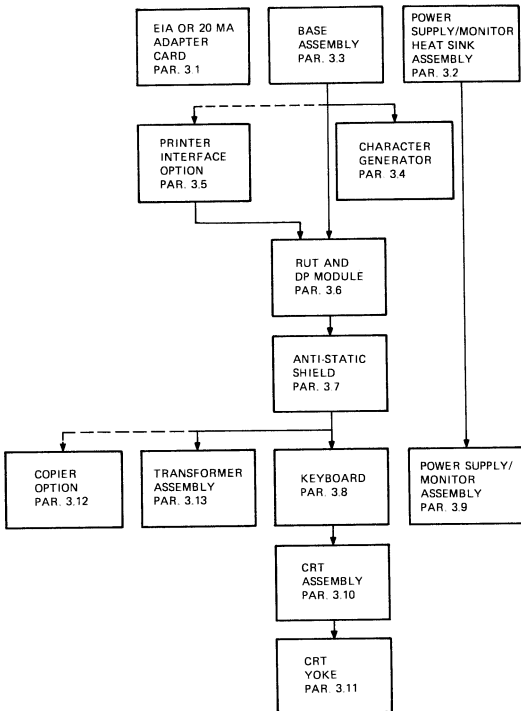 EIA OR 20 MA
ADAPTER
CARD
PAR. 3.1
BASE
ASSEMBLY
PAR. 3.3
POWER
SUPPLY/MONITOR
HEAT SINK
ASSEMBLY
PAR. 3.2
PRINTER
INTERFACE
OPTION
PAR. 3.5
CHARACTER
GENERATOR
PAR. 3.4
RUT AND
DP MODULE
PAR. 3.6
ANTI-STATIC
SHIELD
PAR. 3.7
COPIER
OPTION
PAR. 3.12
TRANSFORMER
ASSEMBLY
PAR. 3.13
KEYBOARD
PAR. 3.8
POWER SUPPLY/
MONITOR
ASSEMBLY
PAR. 3.9
CRT
ASSEMBLY
PAR. 3.10
CRT
YOKE
PAR. 3.11